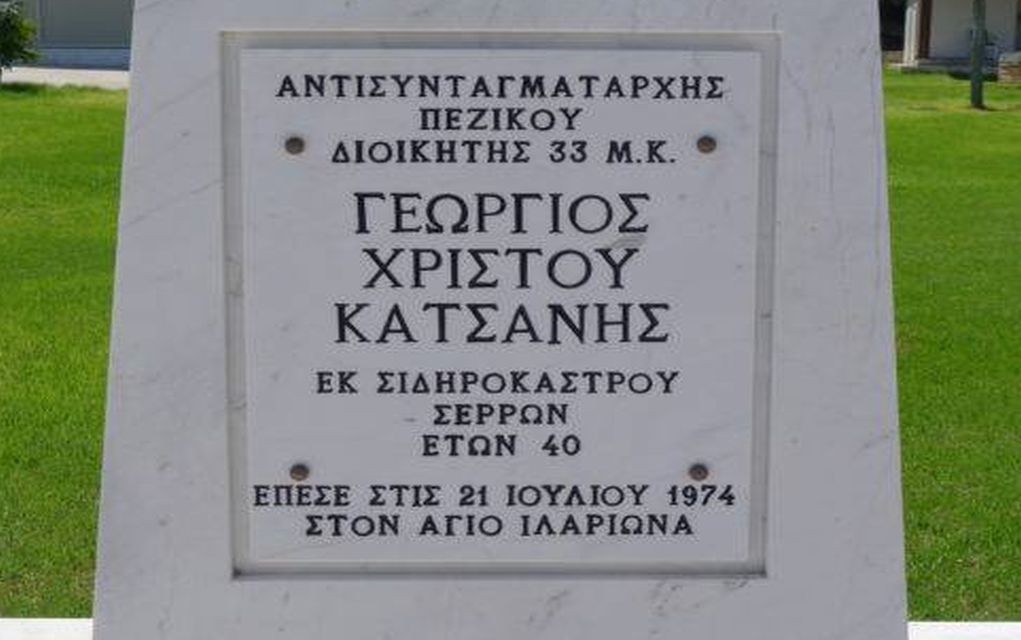 ΑΝΤΙΣΥΝΤΑΓΜΑΤΑΡΧΗΣ
ΠΕΖΙΚΟΥ
ΔΙΟΙΚΗΤΗΣ 33 Μ.Κ.
ΓΕΩΡΓΙΟΣ
ΧΡΙΣΤΟΥ
ΚΑΤΣΑΝΗΣ
ΕΚ ΣΙΔΗΡΟΚΑΣΤΡΟΥ
ΣΕΡΡΩΝ
ΕΤΩΝ 40
ΕΠΕΣΕ ΣΤΙΣ 21 ΙΟΥΛΙΟΥ 1974
ΣΤΟΝ ΑΓΙΟ ΙΛΑΡΙΩΝΑ